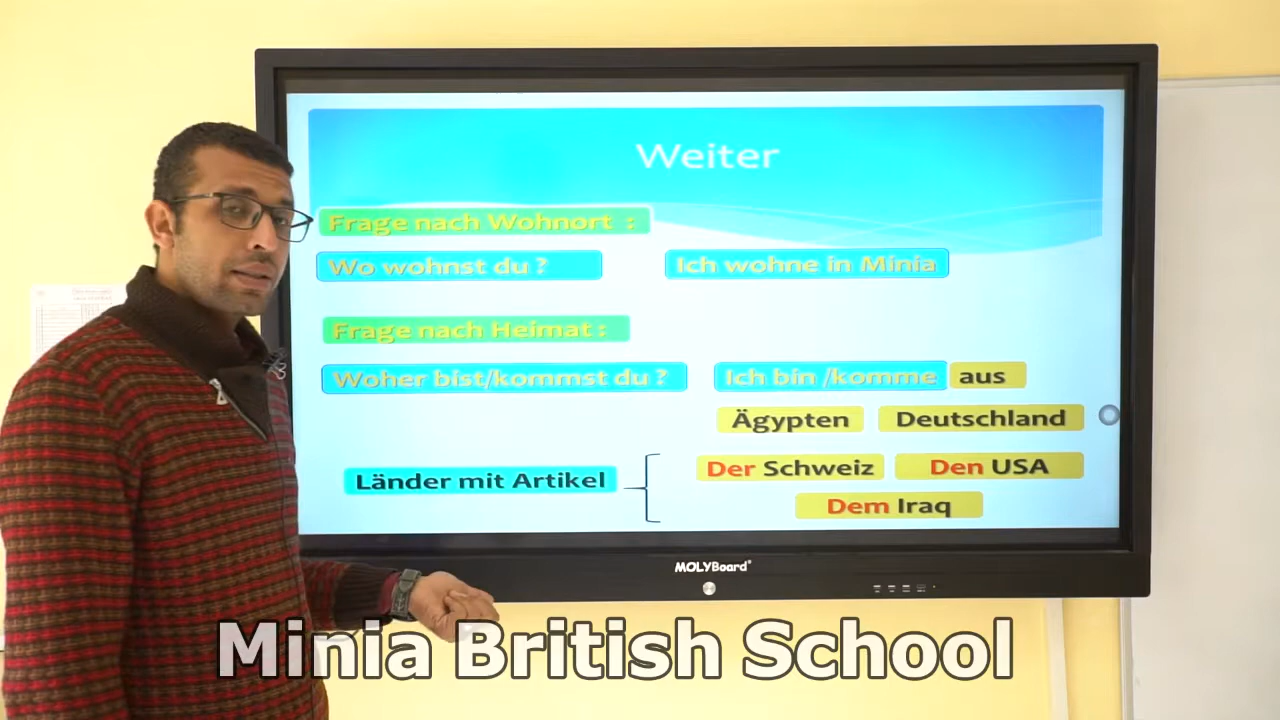 Weiter
Frage nach Wohnort :
Wo wohnst du ? Ich wohne in Minia
Frage nach Heimat :
Woher bist/kommst du ? Ich bin /komme aus
Ägypten Deutschland
Länder mit Artikel Der Schweiz Den USA
Dem Iraq
MOLYBoard
Minia British School